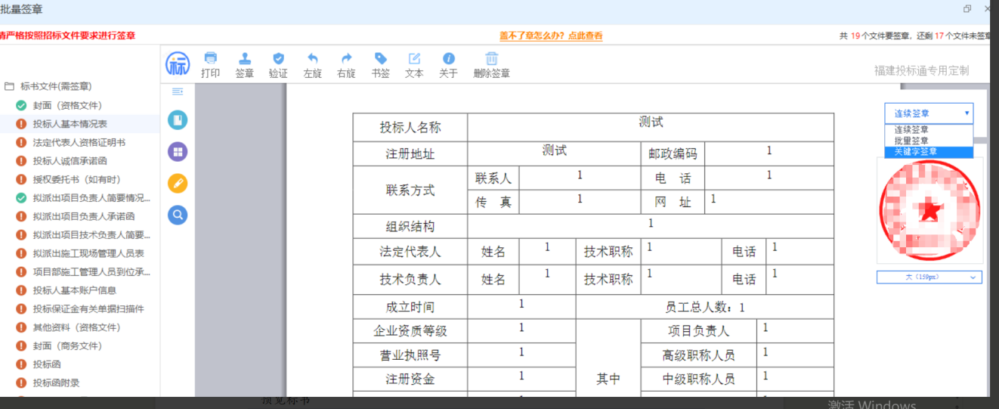 批量签章
请严格按照招标文件要求进行签章
盖不了章怎么办？点此查看
共 19个文件要签章，还剩 17个文件未签章
标
打印 签章 验证 左旋 右旋 书签 文本 关于 删除签章
福建投标通专用定制
标书文件(需签章)
封面（资格文件）
投标人基本情况表
法定代表人资格证明书
投标人诚信承诺函
授权委托书（如有时）
拟派出项目负责人简要情况...
拟派出项目负责人承诺函
拟派出项目技术负责人简要...
拟派出施工现场管理人员表
项目部施工管理人员到位承...
投标人基本账户信息
投标保证金有关单据扫描件
其他资料（资格文件）
封面（商务文件）
投标函
投标函附录
投标人名称 测试
注册地址 测试 邮政编码 1
联系方式 联系人 1 电 话 1
传 真 1 网 址 1
组织结构 1
法定代表人 姓名 1 技术职称 1 电话 1
技术负责人 姓名 1 技术职称 1 电话 1
成立时间 1 员工总人数：1
企业资质等级 1 项目负责人 1
营业执照号 1 高级职称人员 1
注册资金 1 其中 中级职称人员 1
连续签章
连续签章
批量签章
关键字签章
大（159px）
预览标书
激活 Windows